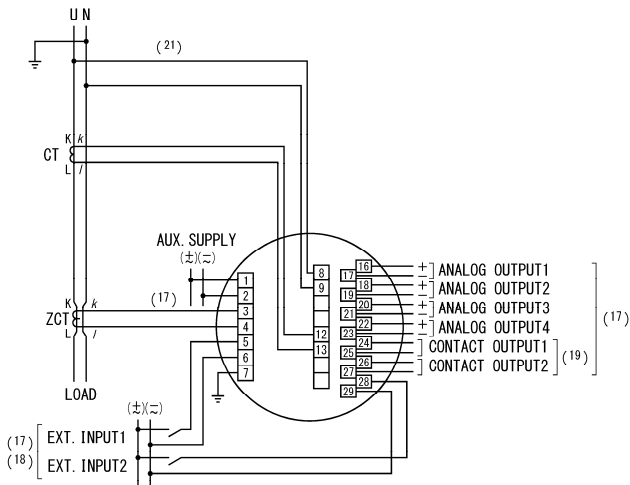 U N
(21)
K k
CT
L l
AUX. SUPPLY
(±)(∓)
1
2
3
4
5
6
7
8
9
12
13
16
17
18
19
20
21
22
23
24
25
26
27
28
29
+ ] ANALOG OUTPUT1
−
+ ] ANALOG OUTPUT2
−
+ ] ANALOG OUTPUT3
−
+ ] ANALOG OUTPUT4
−
] CONTACT OUTPUT1
] CONTACT OUTPUT2
(19)
(17)
K k
(17)
ZCT
L l
LOAD
(±)(∓)
(17)
(18)
EXT. INPUT1
EXT. INPUT2